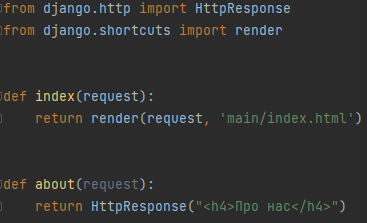 from django.http import HttpResponse
from django.shortcuts import render
def index(request):
    return render(request, 'main/index.html')
def about(request):
    return HttpResponse("<h4>Про нас</h4>")